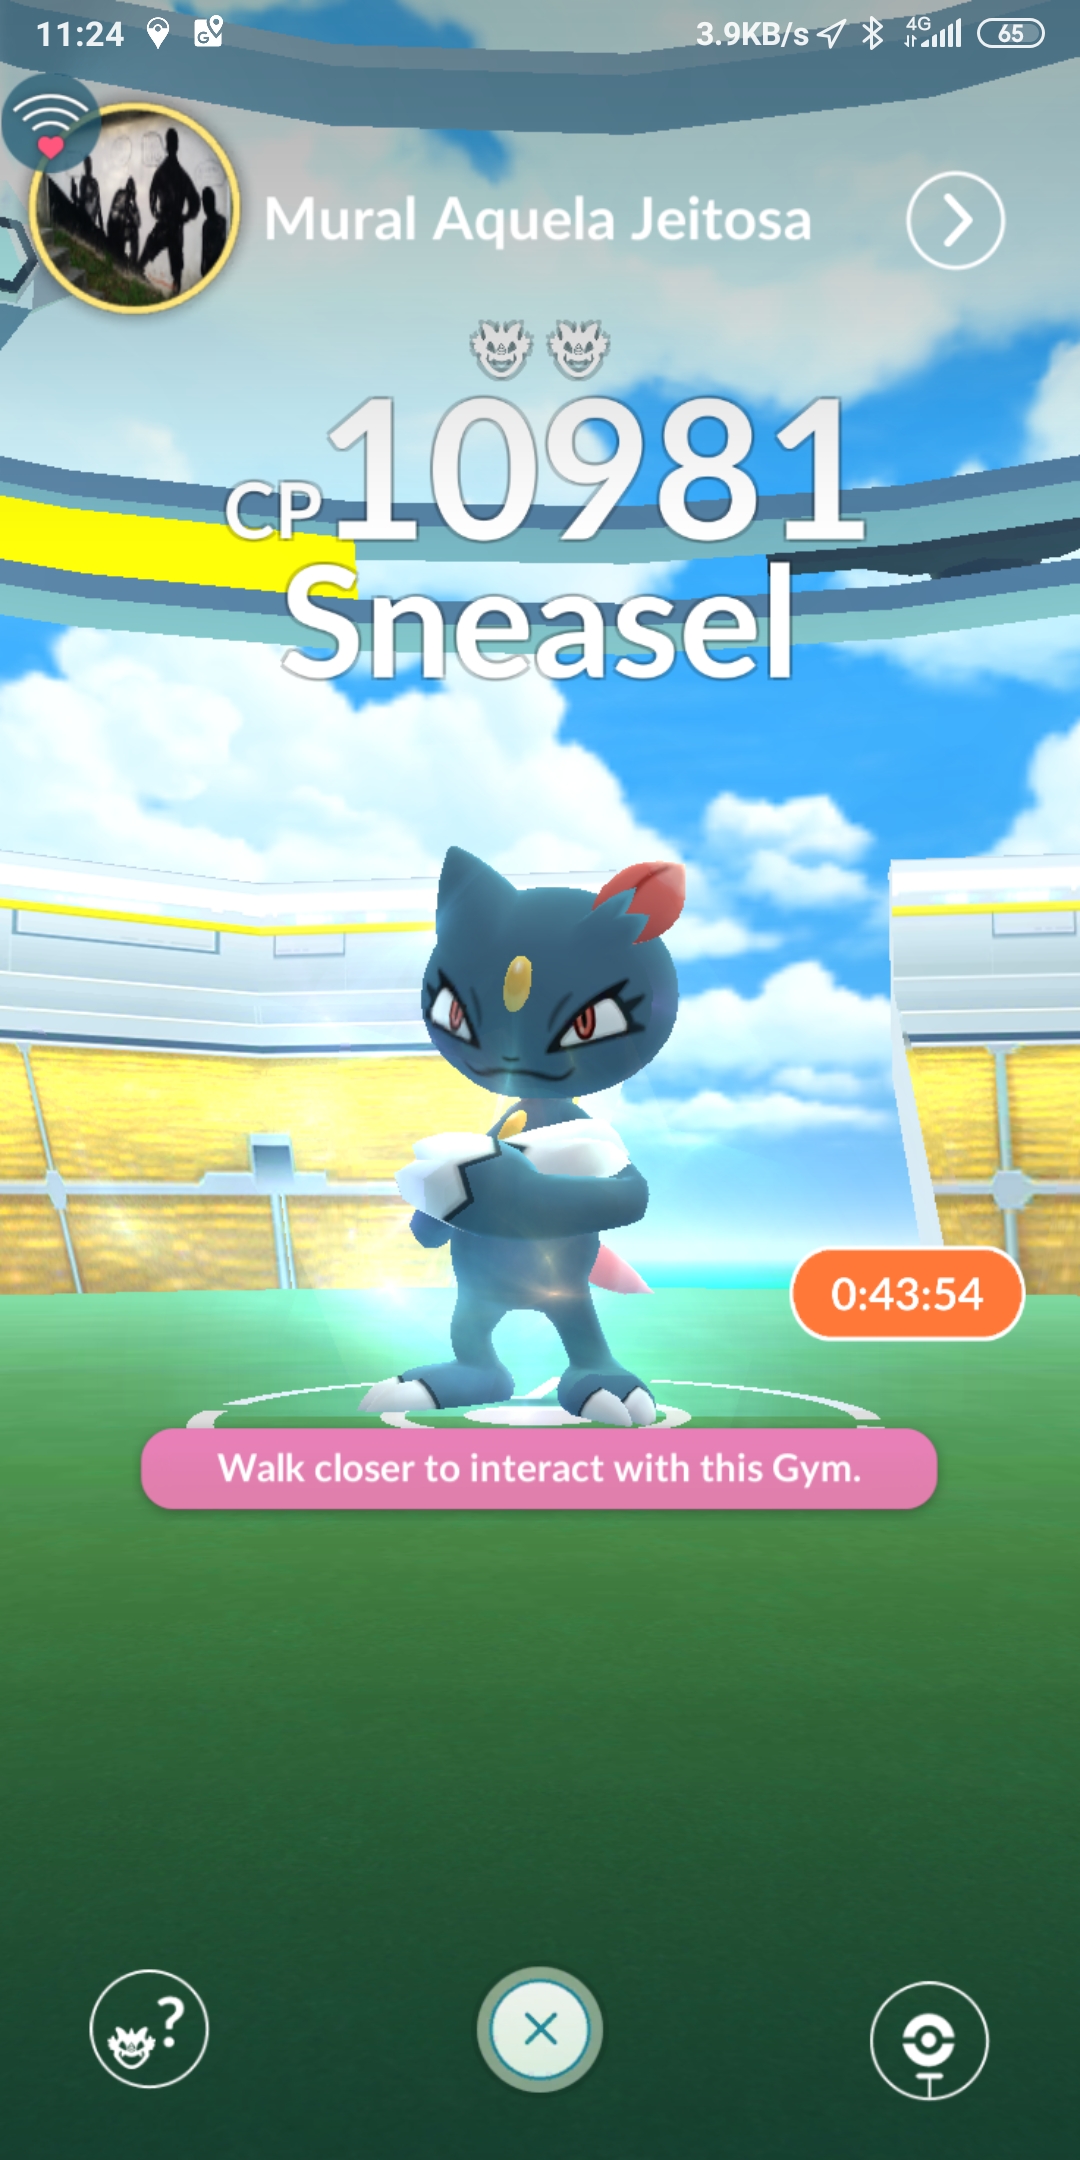 11:24
3.9KB/s 4G 65
Mural Aquela Jeitosa
CP10981
Sneasel
0:43:54
Walk closer to interact with this Gym.
?